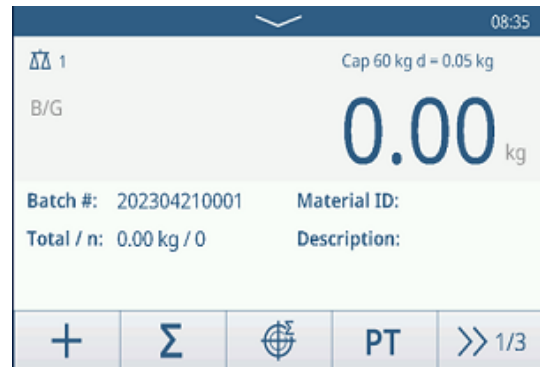 08:35
1 Cap 60 kg d = 0.05 kg
B/G
0.00 kg
Batch #: 202304210001 Material ID:
Total / n: 0.00 kg / 0 Description:
+ Σ Σ PT >> 1/3